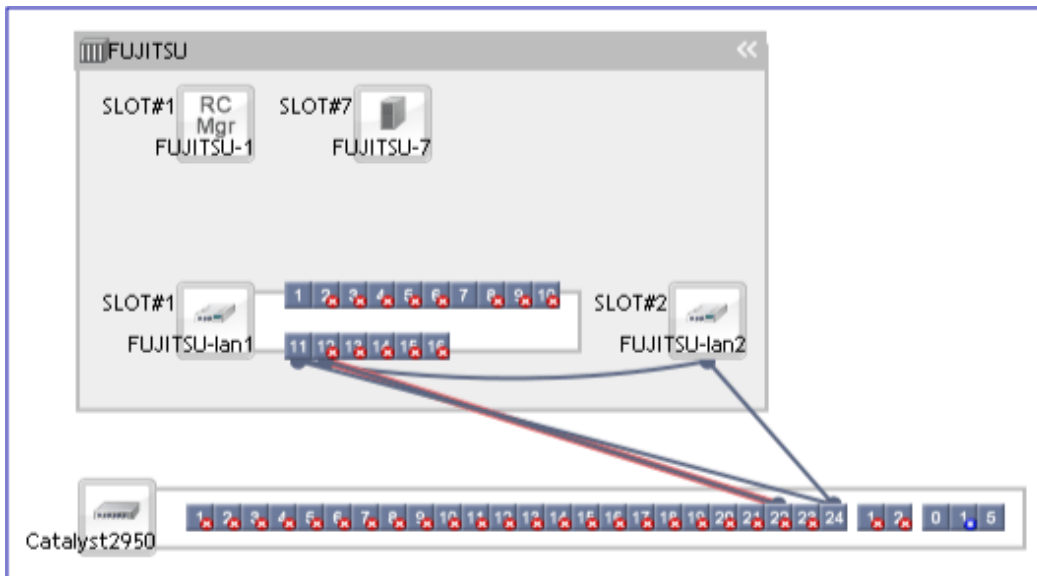 FUJITSU
SLOT#1 RC Mgr FUJITSU-1
SLOT#7 FUJITSU-7
SLOT#1 FUJITSU-lan1
1 2 3 4 5 6 7 8 9 10
11 12 13 14 15 16
SLOT#2 FUJITSU-lan2
Catalyst2950
1 2 3 4 5 6 7 8 9 10 11 12 13 14 15 16 17 18 19 20 21 22 23 24 1 2 0 1 5